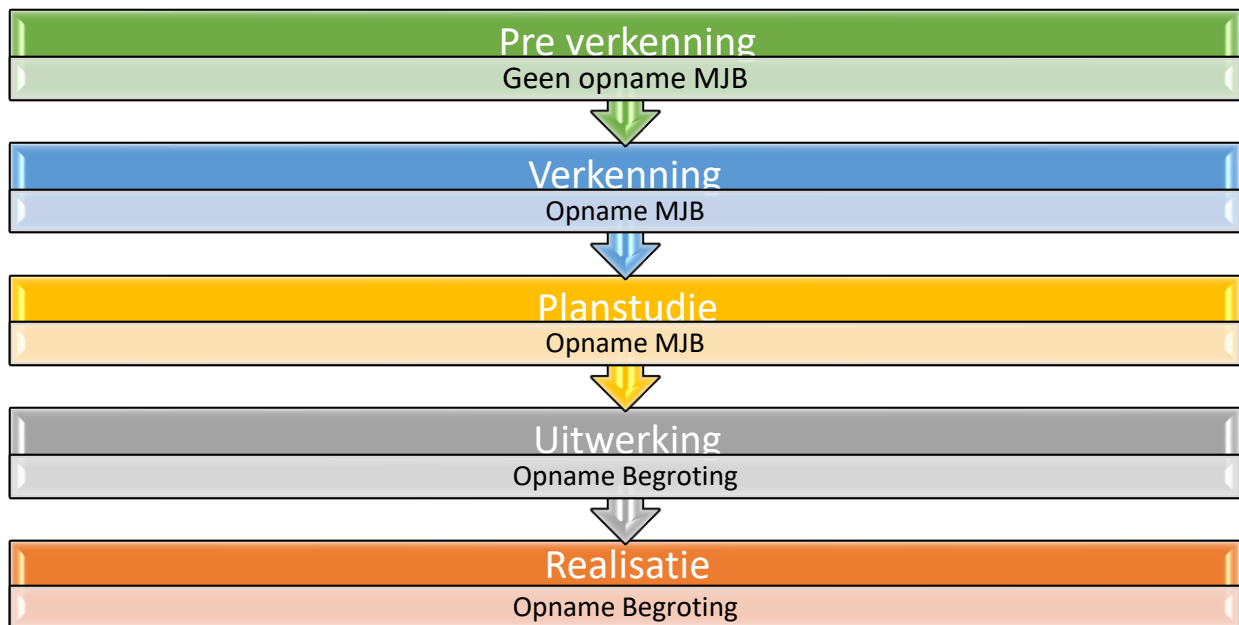 Pre verkenning
Geen opname MJB
Verkenning
Opname MJB
Planstudie
Opname MJB
Uitwerking
Opname Begroting
Realisatie
Opname Begroting